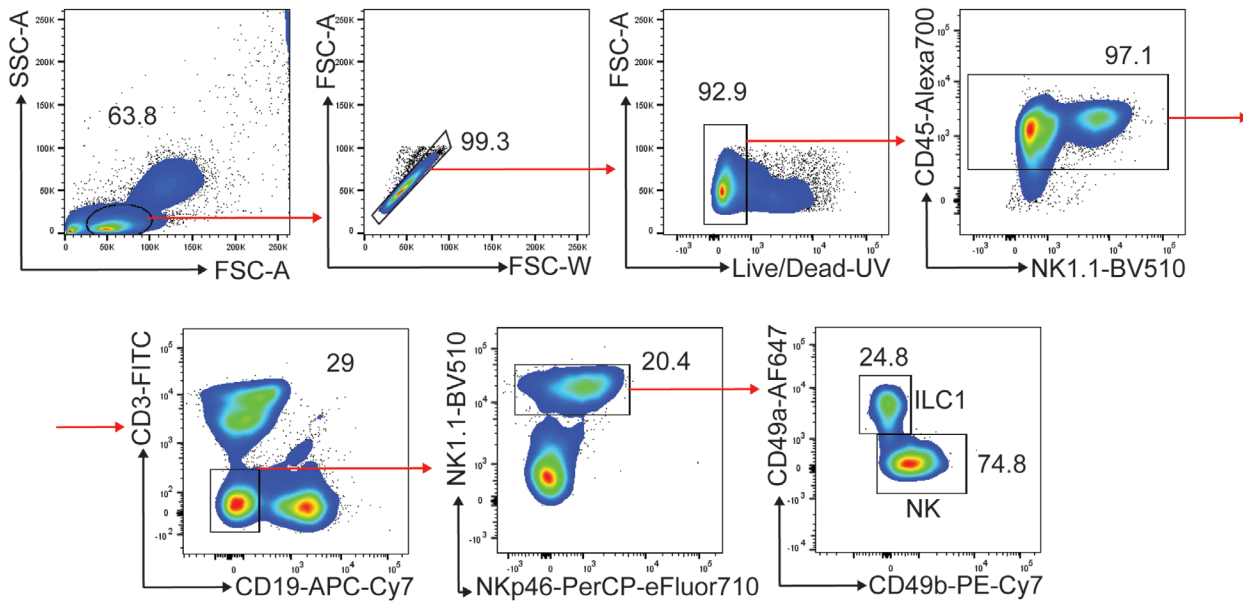 SSC-A
250K
200K
150K
100K
50K
0
63.8
0 50K 100K 150K 200K 250K
FSC-A
FSC-A
250K
200K
150K
100K
50K
0
99.3
0 50K 100K 150K 200K 250K
FSC-W
FSC-A
250K
200K
150K
100K
50K
0
92.9
-10³ 0 10³ 10⁴ 10⁵
Live/Dead-UV
CD45-Alexa700
10⁵
10⁴
10³
0
97.1
0 10³ 10⁴ 10⁵
NK1.1-BV510
CD3-FITC
10⁵
10⁴
10³
10²
0
-10²
29
0 10³ 10⁴ 10⁵
CD19-APC-Cy7
NK1.1-BV510
10⁵
10⁴
10³
0
-10³
20.4
-10³ 0 10³ 10⁴ 10⁵
NKp46-PerCP-eFluor710
CD49a-AF647
10⁵
10⁴
10³
0
-10³
-10⁴
24.8
ILC1
74.8
NK
-10³ 0 10³ 10⁴ 10⁵
CD49b-PE-Cy7